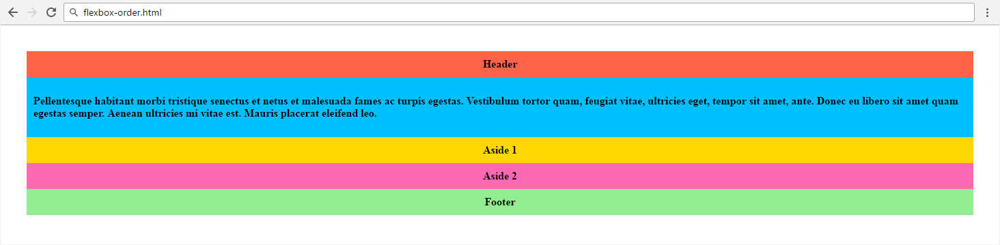 flexbox-order.html
Header
Pellentesque habitant morbi tristique senectus et netus et malesuada fames ac turpis egestas. Vestibulum tortor quam, feugiat vitae, ultricies eget, tempor sit amet, ante. Donec eu libero sit amet quam
egestas semper. Aenean ultricies mi vitae est. Mauris placerat eleifend leo.
Aside 1
Aside 2
Footer